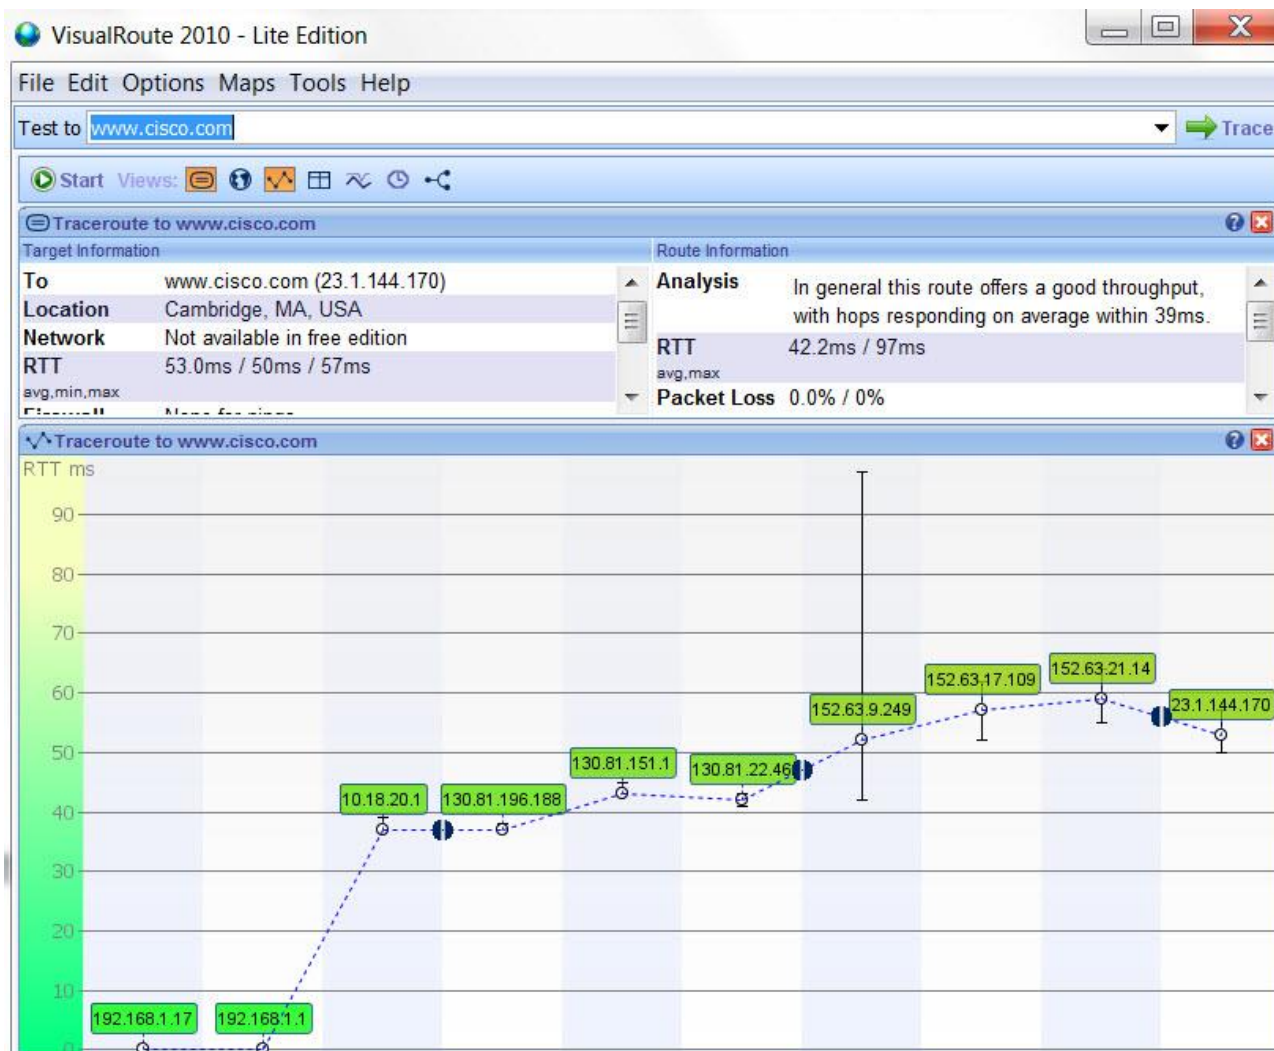 VisualRoute 2010 - Lite Edition
File Edit Options Maps Tools Help
Test to www.cisco.com Trace
Start Views:
Traceroute to www.cisco.com
Target Information
To www.cisco.com (23.1.144.170)
Location Cambridge, MA, USA
Network Not available in free edition
RTT 53.0ms / 50ms / 57ms
avg,min,max
Firewall None for pings
Route Information
Analysis In general this route offers a good throughput,
with hops responding on average within 39ms.
RTT 42.2ms / 97ms
avg,max
Packet Loss 0.0% / 0%
Traceroute to www.cisco.com
RTT ms
90
80
70
60
50
40
30
20
10
0
192.168.1.17
192.168.1.1
10.18.20.1
130.81.196.188
130.81.151.1
130.81.22.46
152.63.9.249
152.63.17.109
152.63.21.14
23.1.144.170